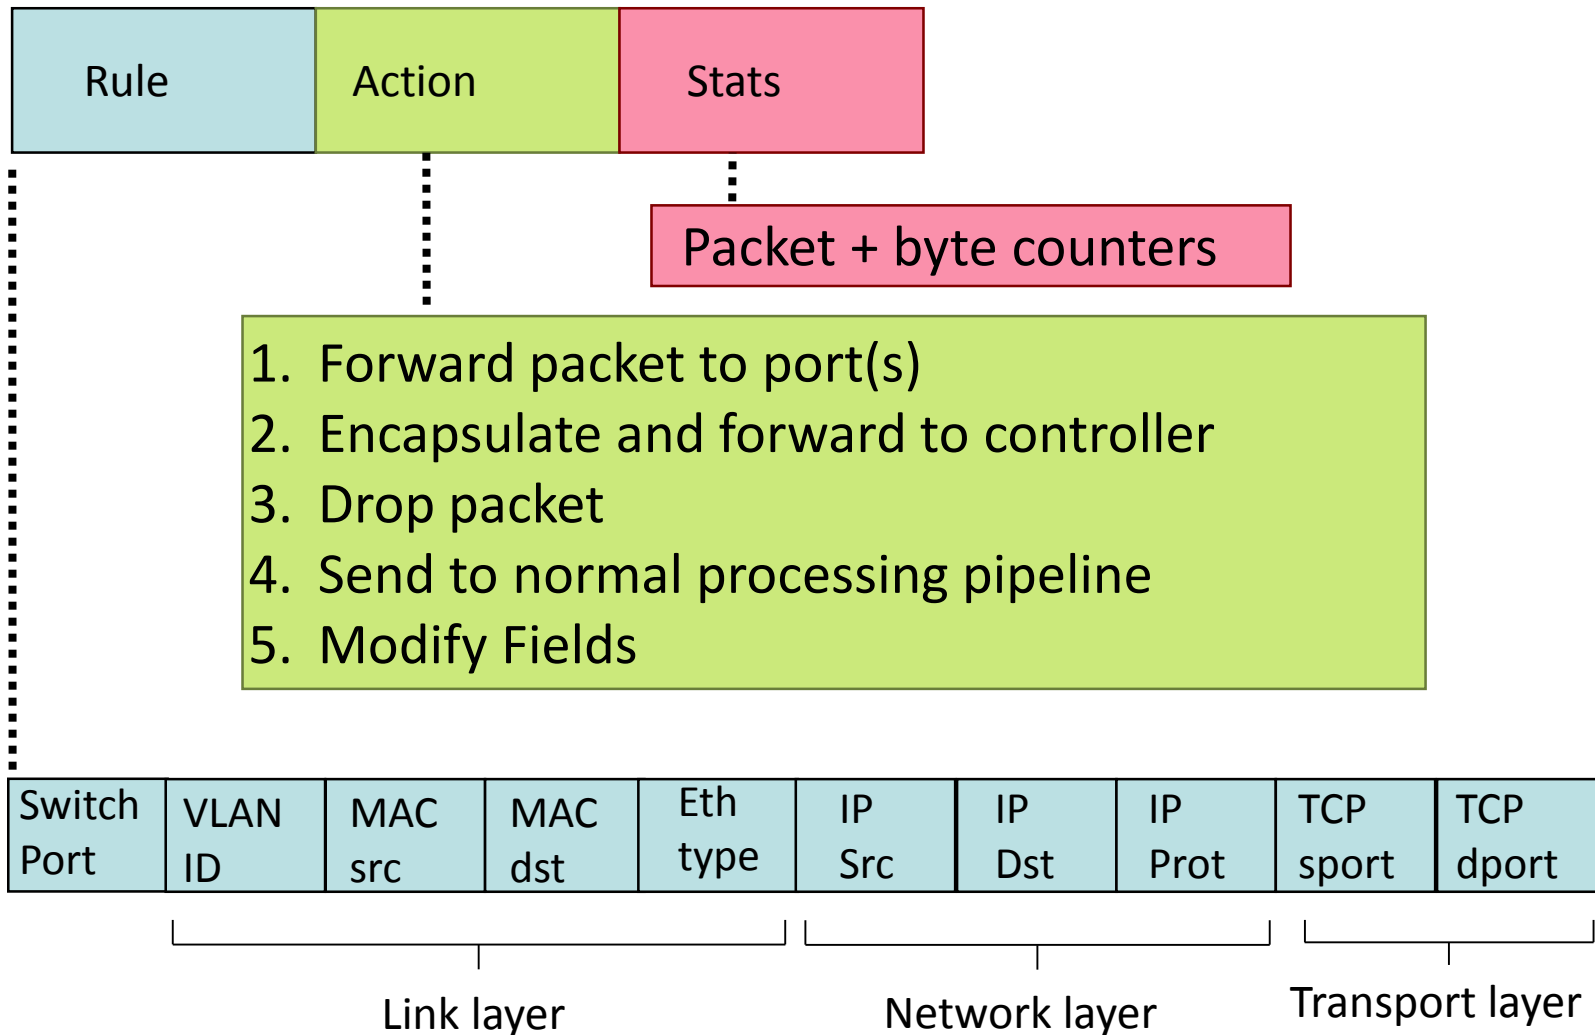 Rule
Action
Stats
Packet + byte counters
1. Forward packet to port(s)
2. Encapsulate and forward to controller
3. Drop packet
4. Send to normal processing pipeline
5. Modify Fields
Switch
Port
VLAN
ID
MAC
src
MAC
dst
Eth
type
IP
Src
IP
Dst
IP
Prot
TCP
sport
TCP
dport
Link layer
Network layer
Transport layer